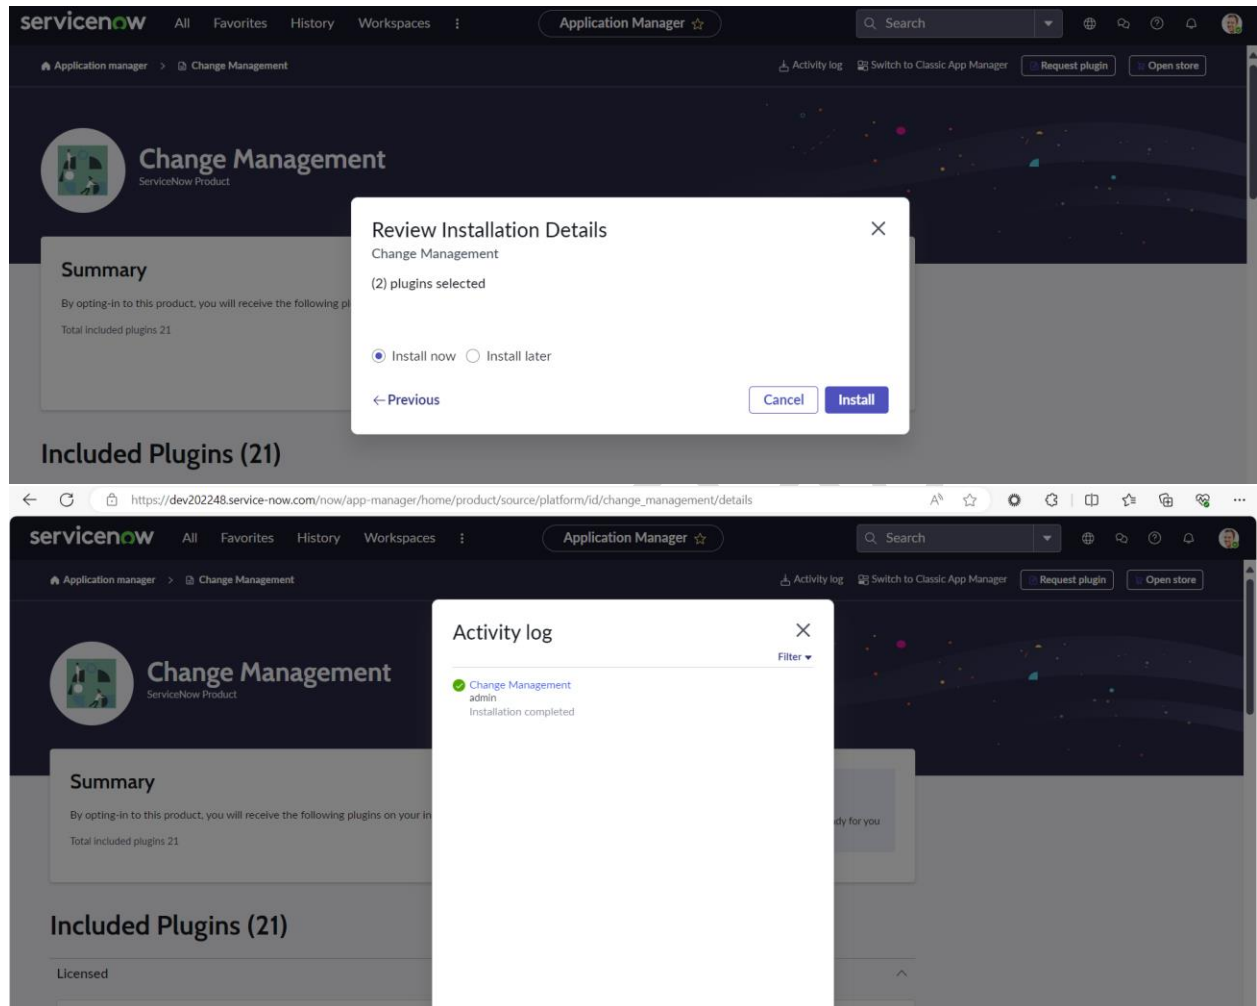 servicenow All Favorites History Workspaces Application Manager Search
Application manager > Change Management Activity log Switch to Classic App Manager Request plugin Open store
Change Management
ServiceNow Product
Review Installation Details
Change Management
(2) plugins selected
Install now Install later
Previous Cancel Install
Summary
By opting-in to this product, you will receive the following
Total included plugins 21
Included Plugins (21)
https://dev202248.service-now.com/now/app-manager/home/product/source/platform/id/change_management/details
servicenow All Favorites History Workspaces Application Manager Search
Application manager > Change Management Activity log Switch to Classic App Manager Request plugin Open store
Change Management
ServiceNow Product
Activity log
Filter
Change Management
admin
Installation completed
Summary
By opting-in to this product, you will receive the following plugins on your in
dy for you
Total included plugins 21
Included Plugins (21)
Licensed